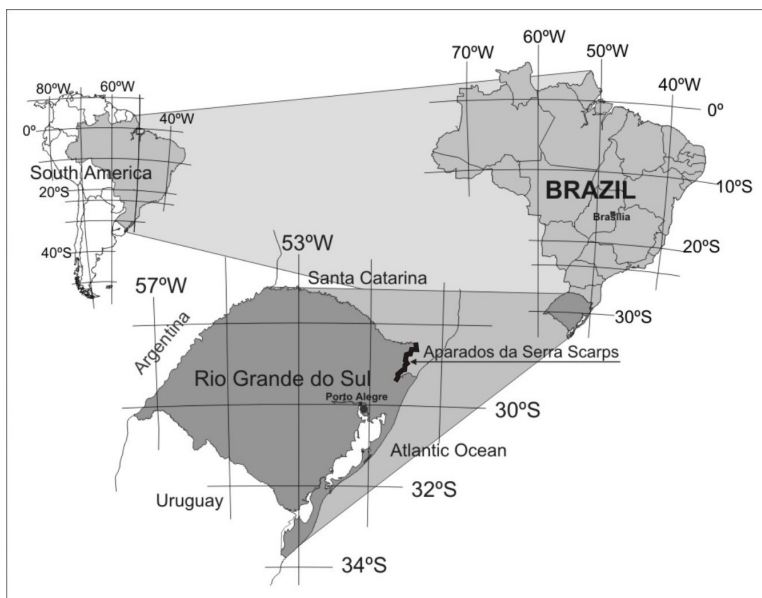 80ºW
60ºW
40ºW
0º
South America
20ºS
40ºS
70ºW
60ºW
50ºW
40ºW
0º
BRAZIL
Brasília
10ºS
20ºS
30ºS
57ºW
53ºW
Santa Catarina
Argentina
Aparados da Serra Scarps
Rio Grande do Sul
Porto Alegre
30ºS
Atlantic Ocean
Uruguay
32ºS
34ºS